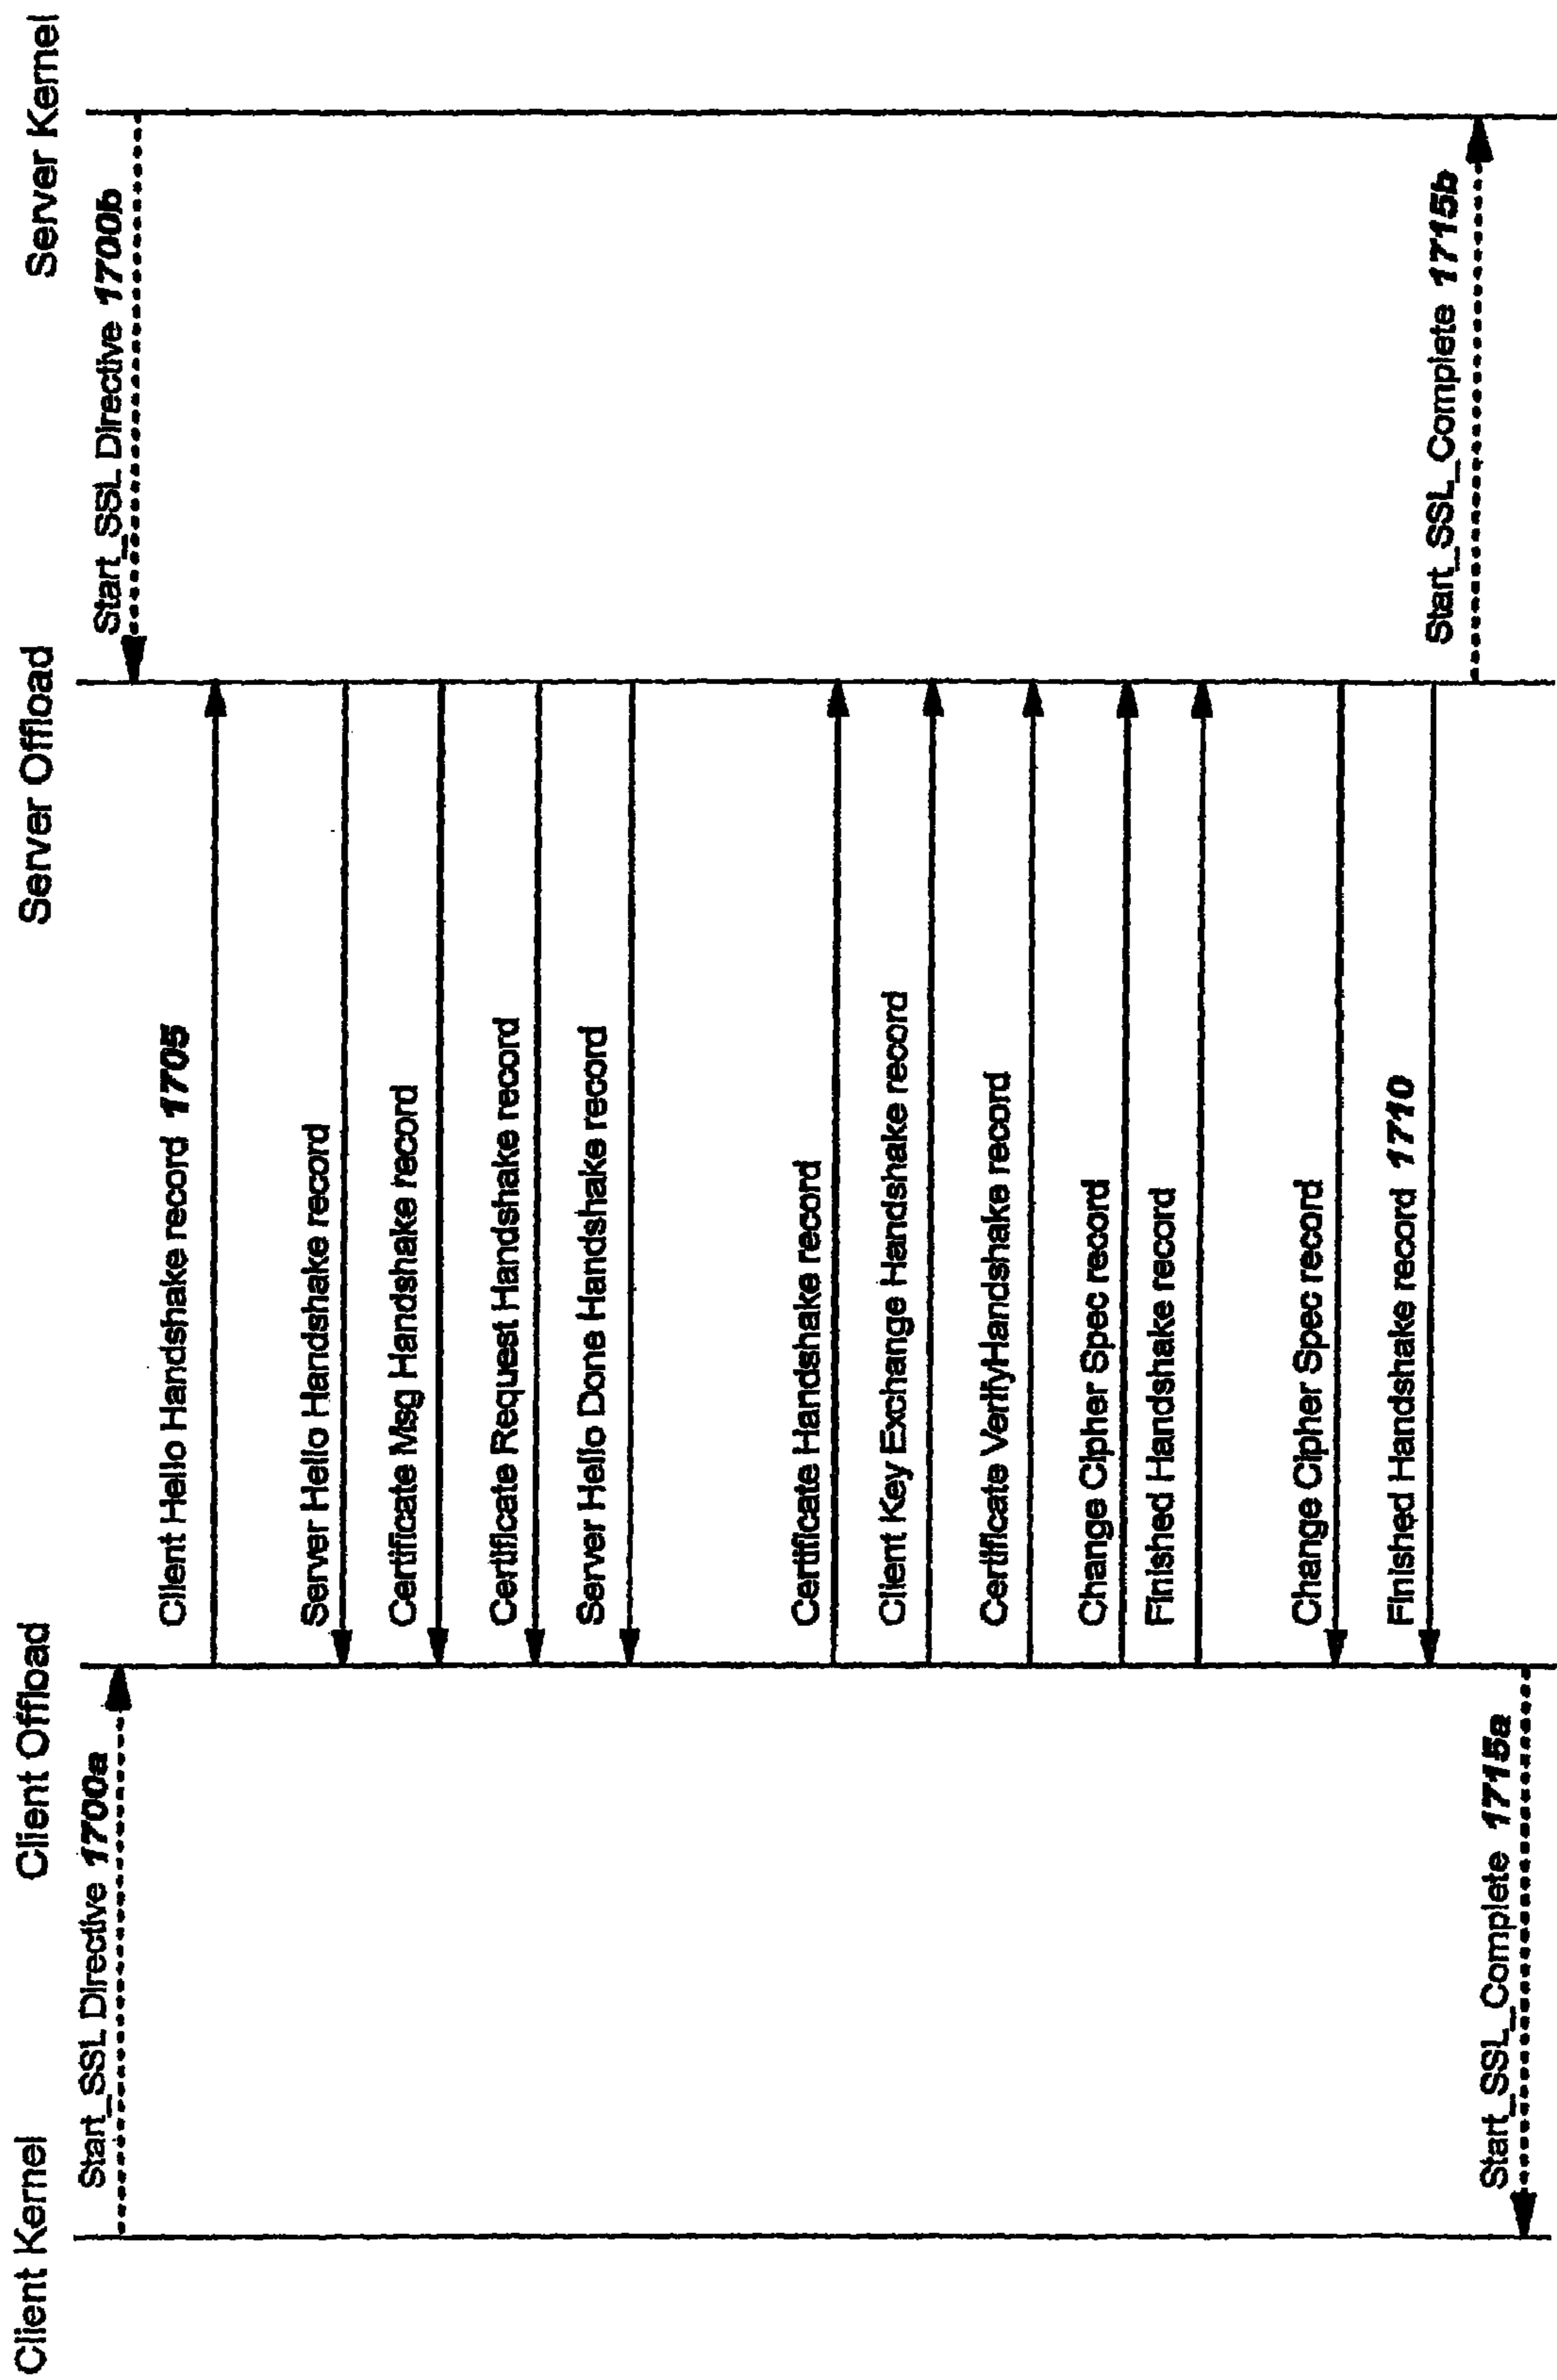 Client Kernel
Client Offload
Server Offload
Server Kernel
Start_SSL Directive 1700a
Start_SSL Directive 1700b
Client Hello Handshake record 1705
Server Hello Handshake record
Certificate Msg Handshake record
Certificate Request Handshake record
Server Hello Done Handshake record
Certificate Handshake record
Client Key Exchange Handshake record
Certificate VerifyHandshake record
Change Cipher Spec record
Finished Handshake record
Change Cipher Spec record
Finished Handshake record 1710
Start_SSL_Complete 1715b
Start_SSL_Complete 1715a